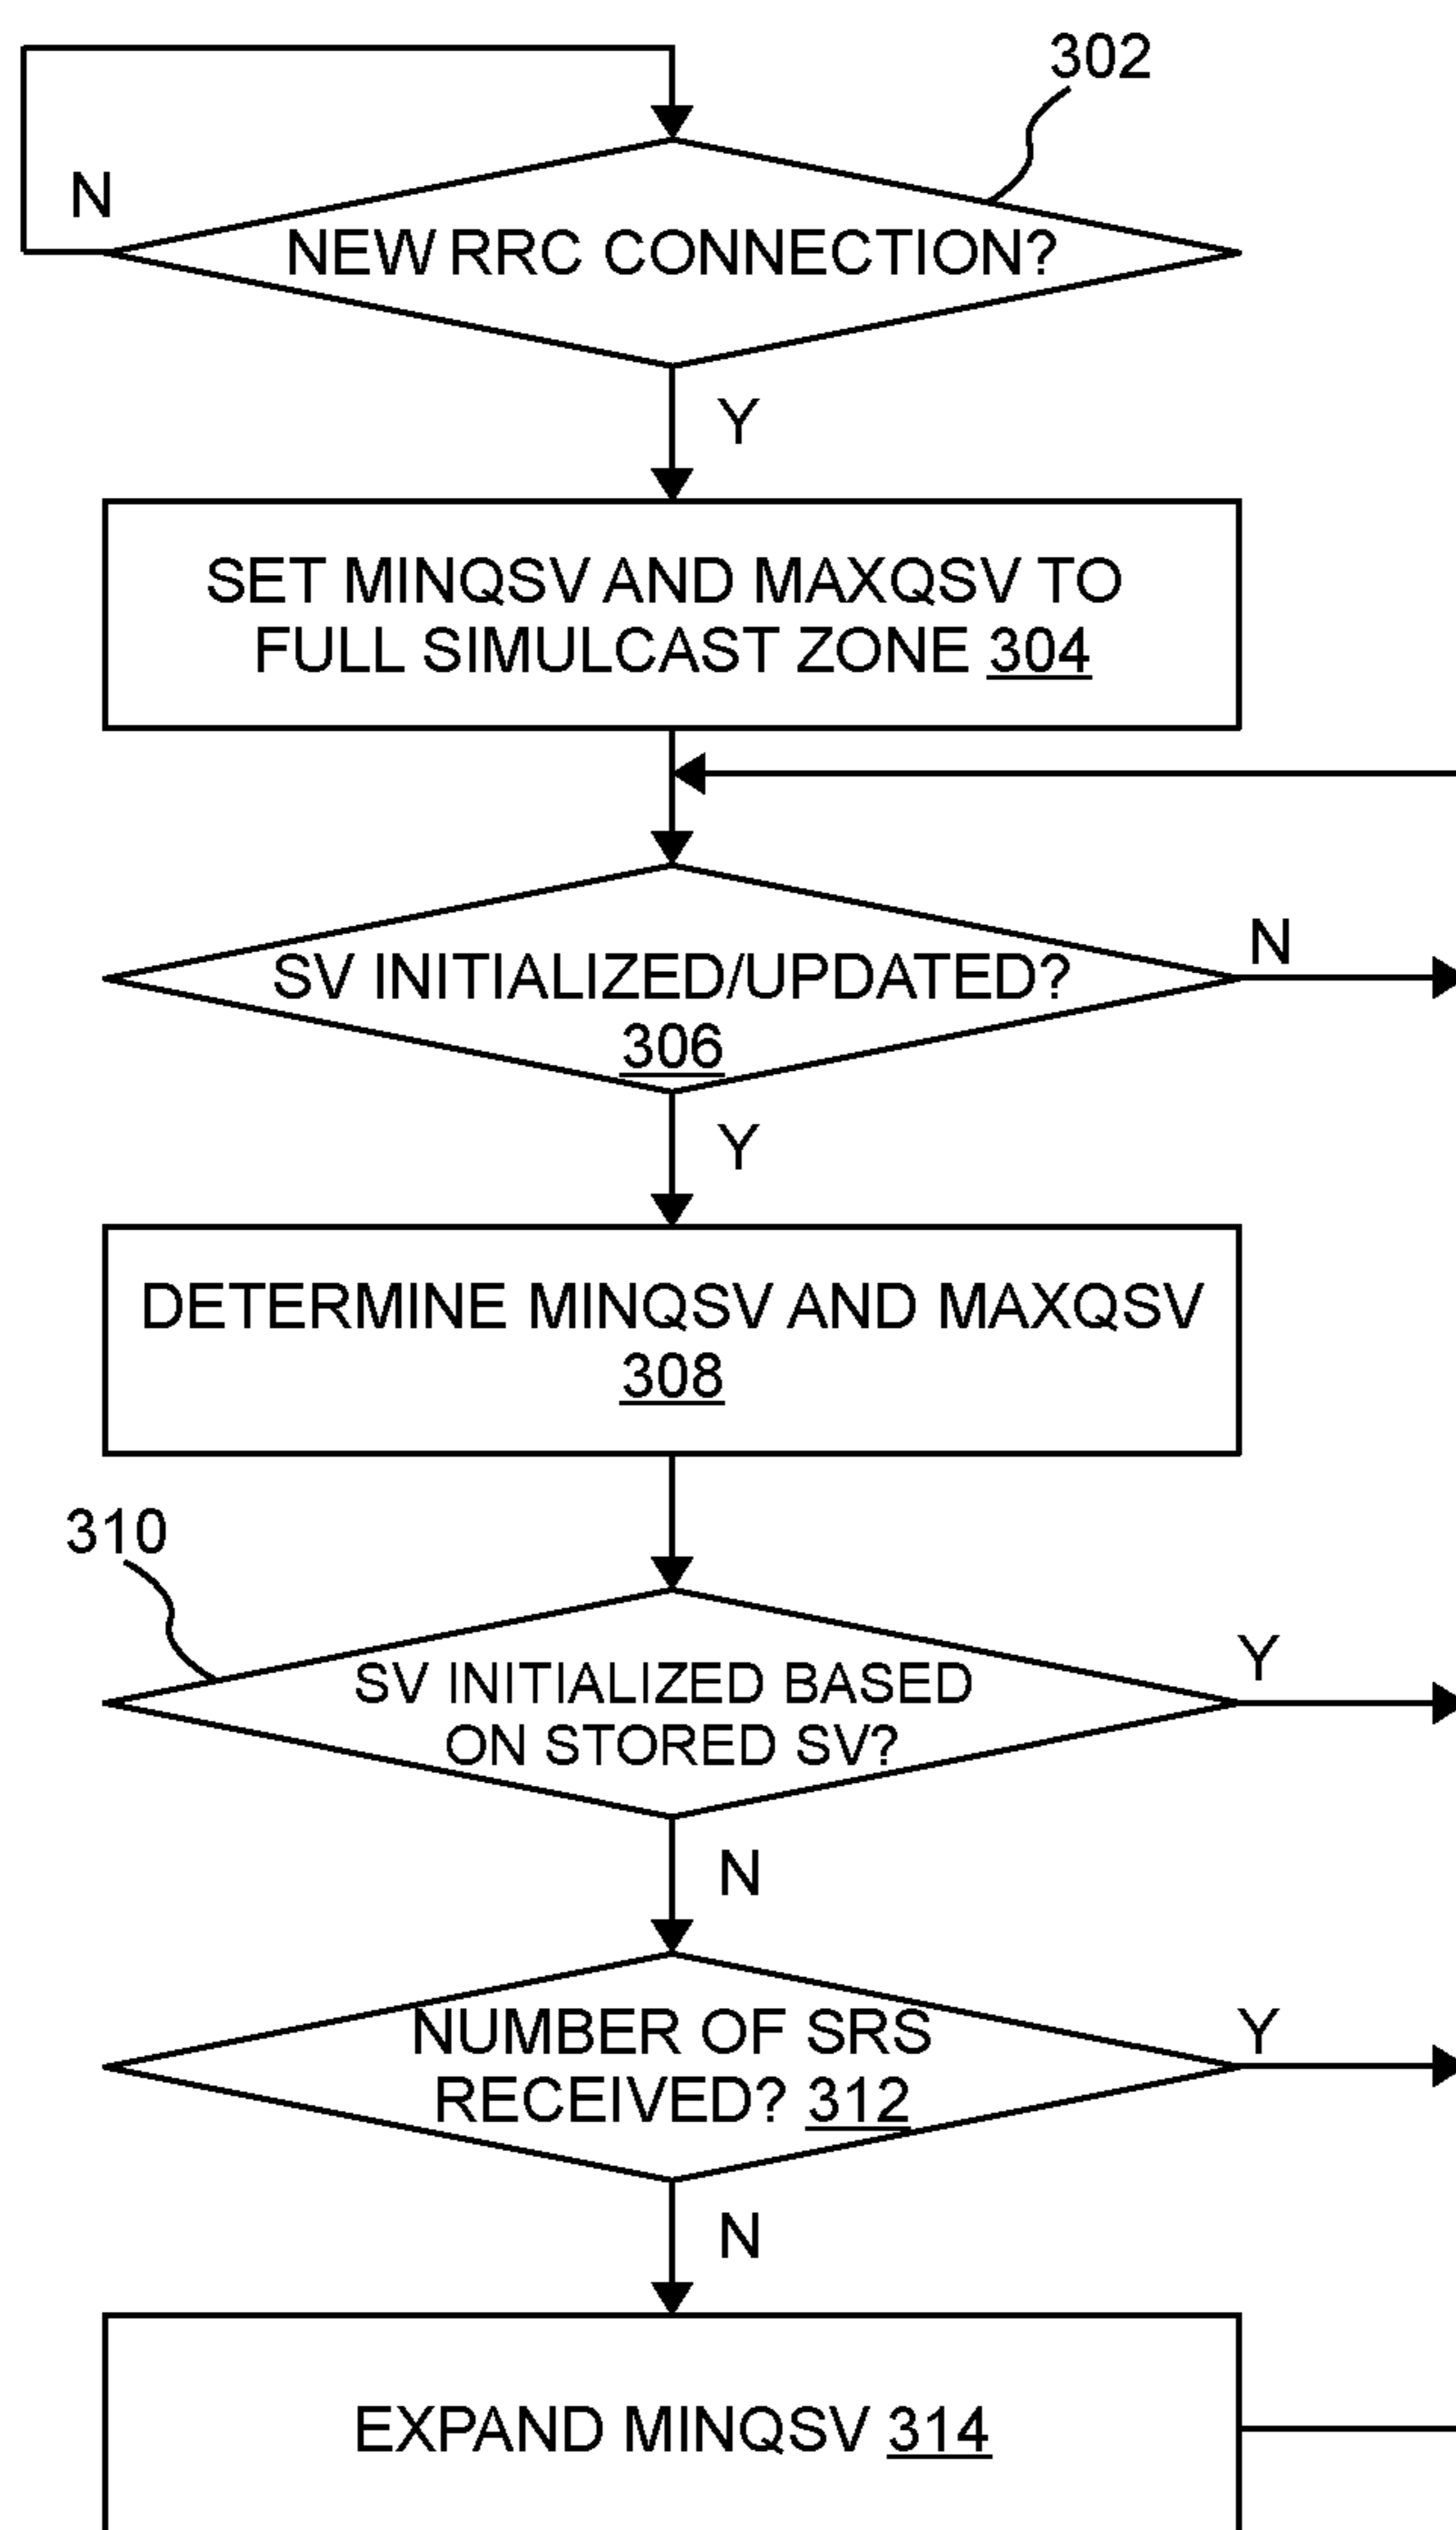 302
N
NEW RRC CONNECTION?
Y
SET MINQSV AND MAXQSV TO
FULL SIMULCAST ZONE 304
N
SV INITIALIZED/UPDATED?
306
Y
DETERMINE MINQSV AND MAXQSV
308
310
Y
SV INITIALIZED BASED
ON STORED SV?
N
Y
NUMBER OF SRS
RECEIVED? 312
N
EXPAND MINQSV 314